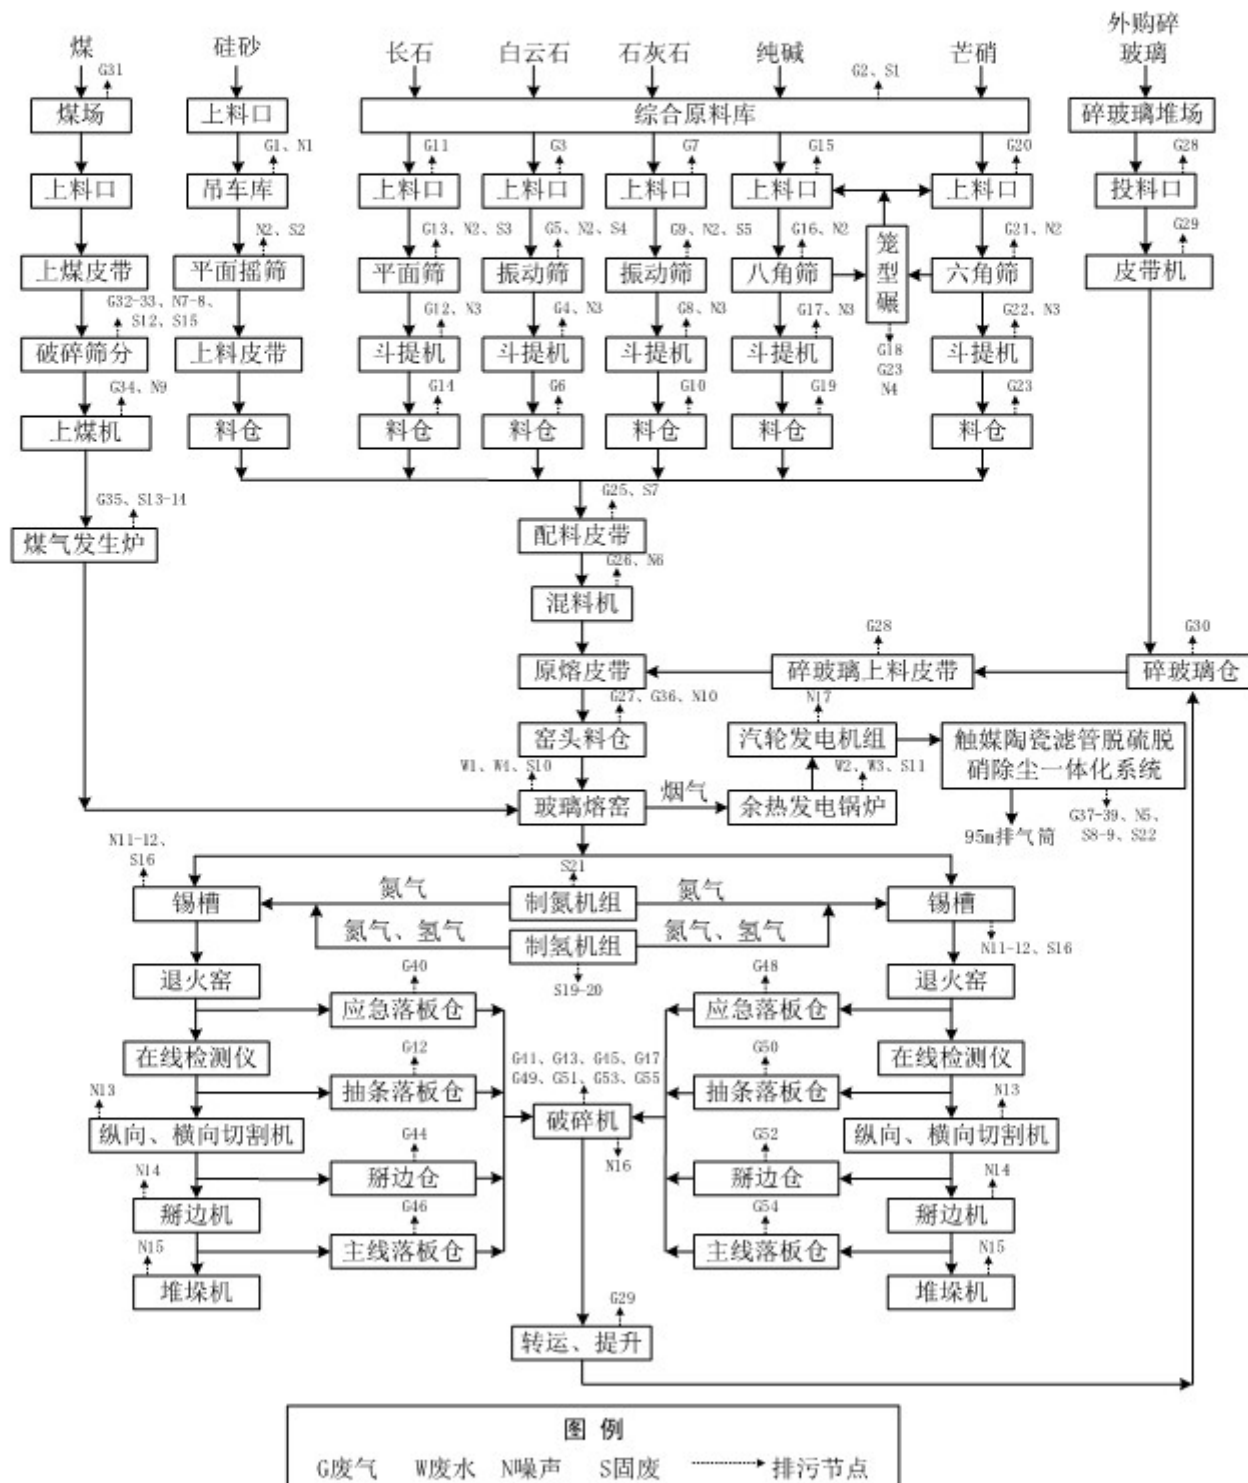 煤
硅砂
长石
白云石
石灰石
纯碱
芒硝
外购碎
玻璃
G31
G2、S1
煤场
上料口
综合原料库
碎玻璃堆场
G1、N1
G11
G3
G7
G15
G20
G28
上料口
吊车库
上料口
上料口
上料口
上料口
上料口
投料口
N2、S2
G13、N2、S3
G5、N2、S4
G9、N2、S5
G16、N2
笼型碾
G21、N2
G29
上煤皮带
平面摇筛
平面筛
振动筛
振动筛
八角筛
六角筛
皮带机
G32-33、N7-8、
S12、S15
G12、N3
G4、N3
G8、N3
G17、N3
G22、N3
破碎筛分
上料皮带
斗提机
斗提机
斗提机
斗提机
G18
G23
N4
斗提机
G34、N9
G14
G6
G10
G19
G23
上煤机
料仓
料仓
料仓
料仓
料仓
料仓
G35、S13-14
G25、S7
煤气发生炉
配料皮带
G26、N6
混料机
G28
G30
原熔皮带
碎玻璃上料皮带
碎玻璃仓
G27、G36、N10
N17
窑头料仓
汽轮发电机组
触媒陶瓷滤管脱硫脱
硝除尘一体化系统
W1、W4、S10
烟气
W2、W3、S11
玻璃熔窑
余热发电锅炉
95m排气筒
G37-39、N5、
S8-9、S22
N11-12、
S16
S21
锡槽
氮气
制氮机组
氮气
锡槽
氮气、氢气
制氢机组
氮气、氢气
N11-12、S16
S19-20
退火窑
G40
G48
退火窑
应急落板仓
应急落板仓
在线检测仪
G42
G41、G43、G45、G47
G49、G51、G53、G55
G50
在线检测仪
抽条落板仓
抽条落板仓
N13
破碎机
N13
纵向、横向切割机
G44
N16
G52
纵向、横向切割机
N14
掰边仓
掰边仓
N14
掰边机
G46
G54
掰边机
N15
主线落板仓
主线落板仓
N15
堆垛机
堆垛机
G29
转运、提升
图 例
G废气 W废水 N噪声 S固废 排污节点